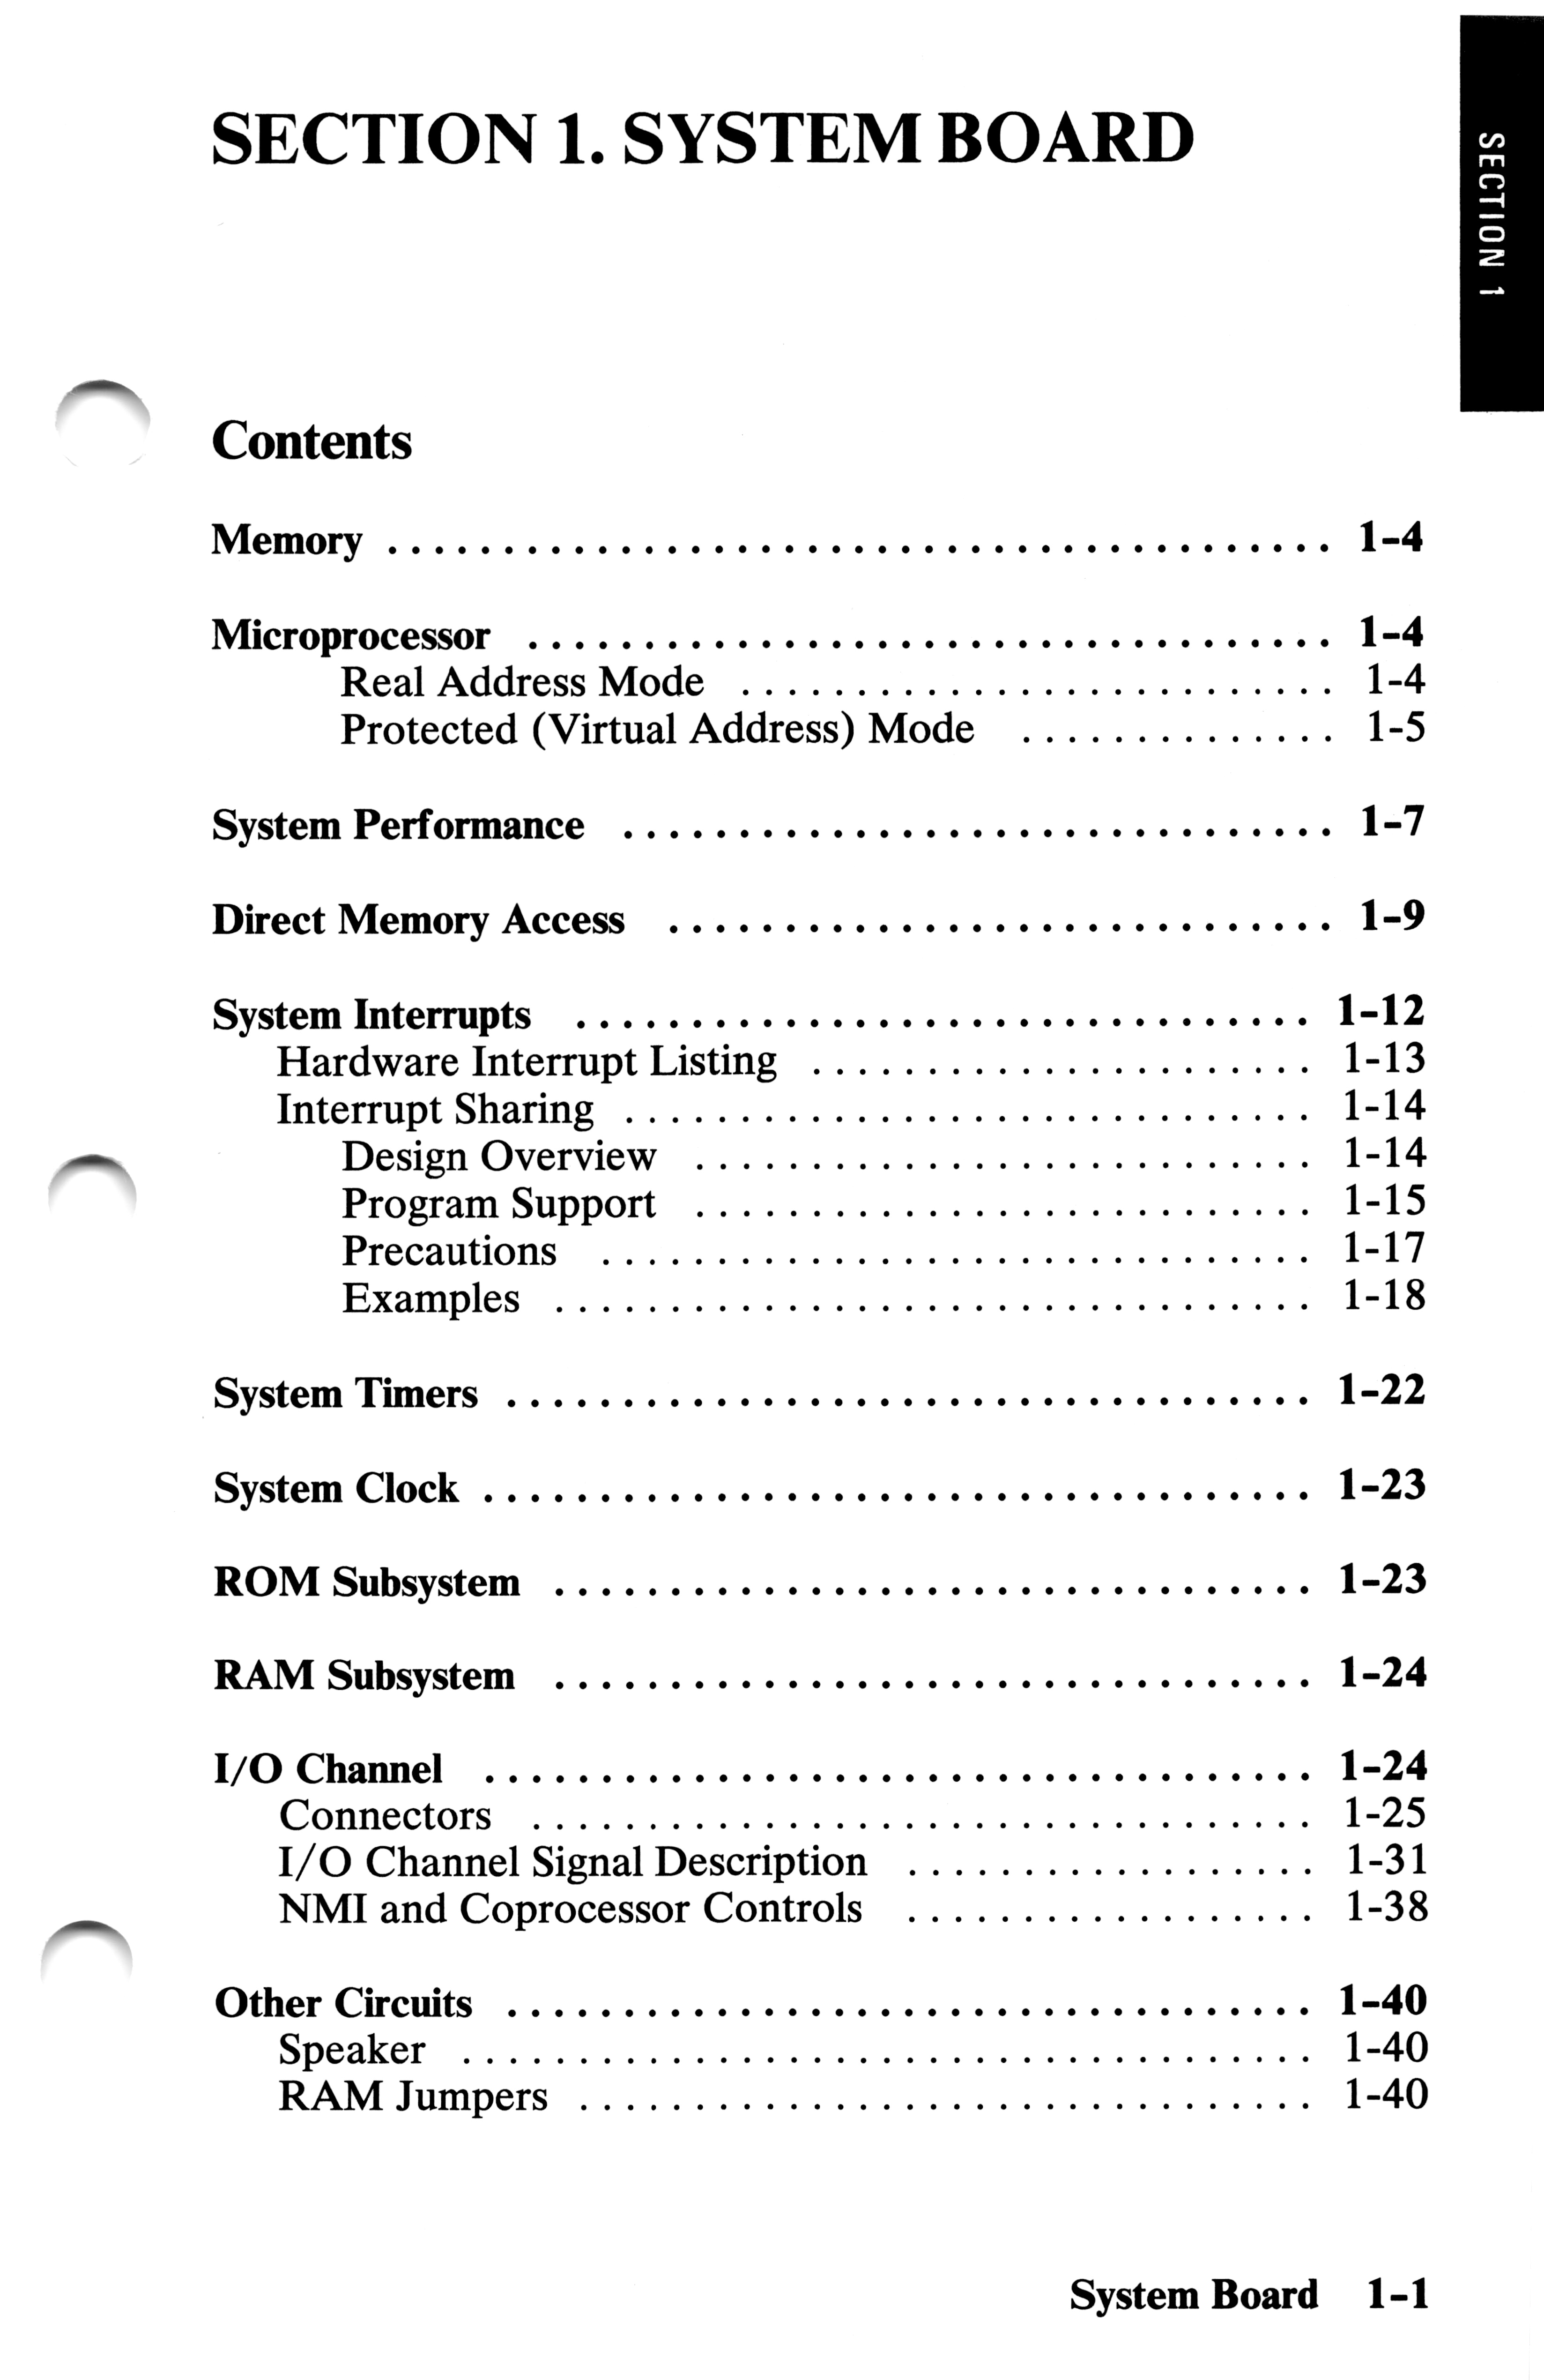 SECTION 1. SYSTEM BOARD
SECTION 1
Contents
Memory ......................................... 1-4
Microprocessor ................................... 1-4
Real Address Mode .......................... 1-4
Protected (Virtual Address) Mode .............. 1-5
System Performance ............................... 1-7
Direct Memory Access ............................. 1-9
System Interrupts ................................ 1-12
Hardware Interrupt Listing ...................... 1-13
Interrupt Sharing .............................. 1-14
Design Overview ........................... 1-14
Program Support ........................... 1-15
Precautions ............................... 1-17
Examples ................................. 1-18
System Timers ................................... 1-22
System Clock .................................... 1-23
ROM Subsystem ................................. 1-23
RAM Subsystem ................................. 1-24
I/O Channel .................................... 1-24
Connectors .................................. 1-25
I/O Channel Signal Description .................. 1-31
NMI and Coprocessor Controls .................. 1-38
Other Circuits ................................... 1-40
Speaker ..................................... 1-40
RAM Jumpers ................................ 1-40
System Board 1-1